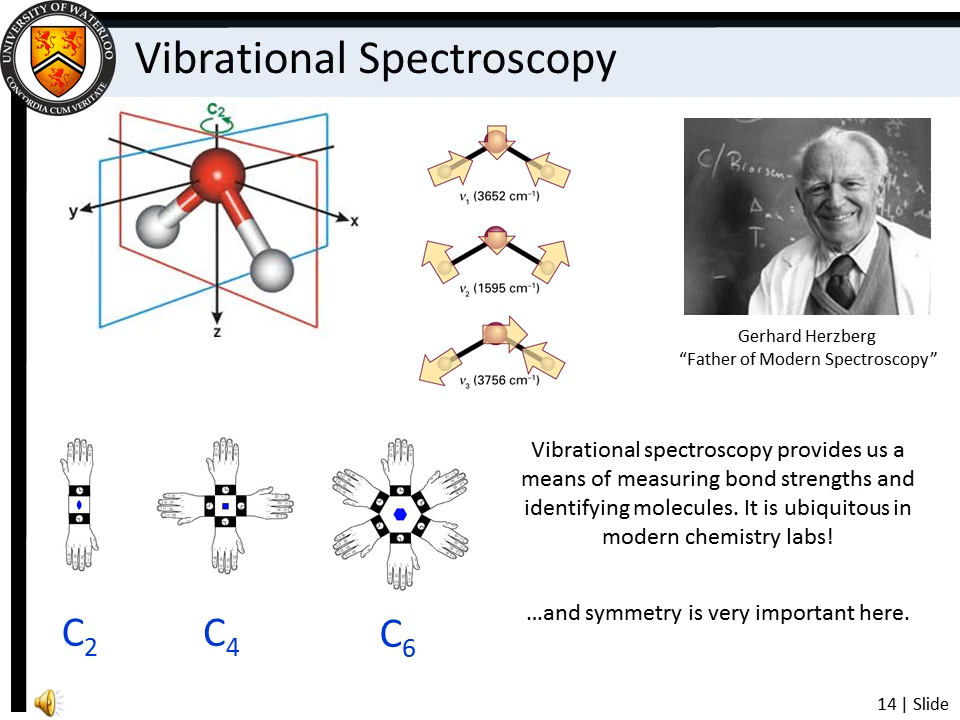 UNIVERSITY OF WATERLOO
CONCORDIA CUM VERITATE
Vibrational Spectroscopy
C2
y
x
z
ν1 (3652 cm⁻¹)
ν2 (1595 cm⁻¹)
ν3 (3756 cm⁻¹)
Gerhard Herzberg
“Father of Modern Spectroscopy”
Vibrational spectroscopy provides us a
means of measuring bond strengths and
identifying molecules. It is ubiquitous in
modern chemistry labs!
…and symmetry is very important here.
C2
C4
C6
14 | Slide